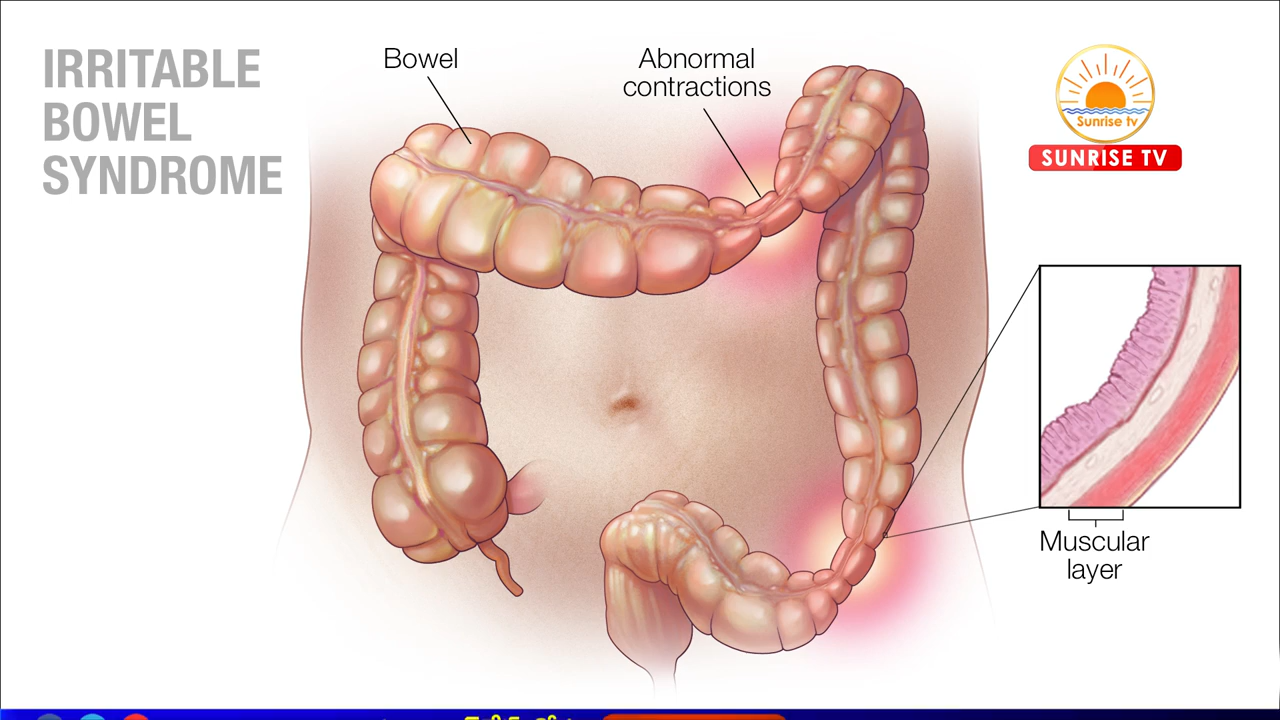 IRRITABLE
BOWEL
SYNDROME
Bowel
Abnormal
contractions
Sunrise tv
SUNRISE TV
Muscular
layer